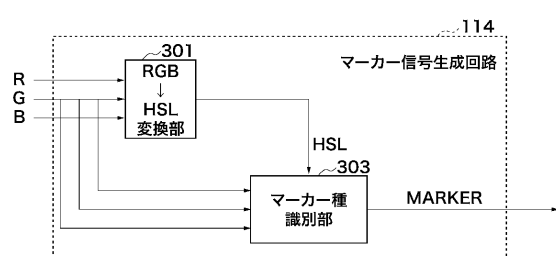 114
マーカー信号生成回路
301
R
G
B
RGB
↓
HSL
変換部
HSL
303
マーカー種
識別部
MARKER